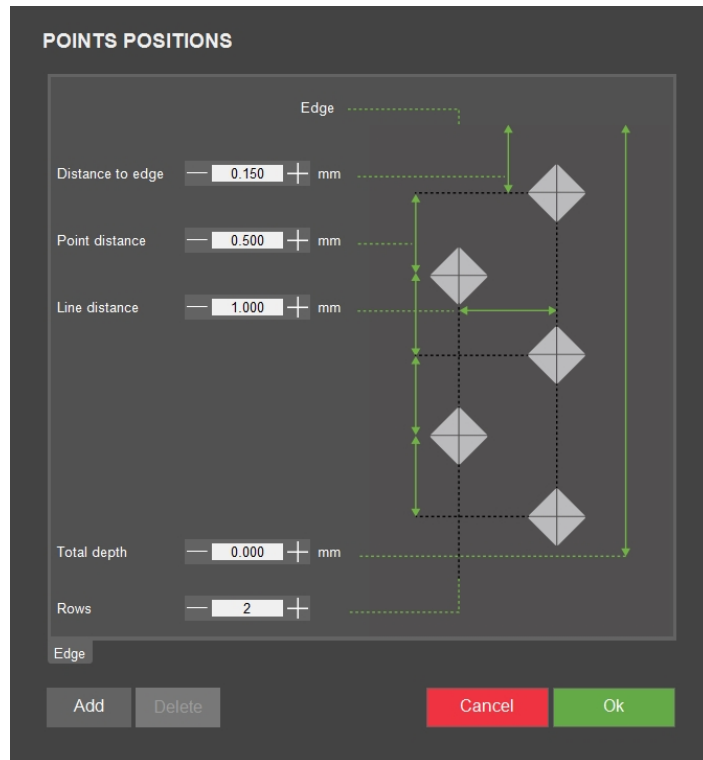 POINTS POSITIONS
Edge
Distance to edge — 0.150 + mm
Point distance — 0.500 + mm
Line distance — 1.000 + mm
Total depth — 0.000 + mm
Rows — 2 +
Edge
Add Delete Cancel Ok